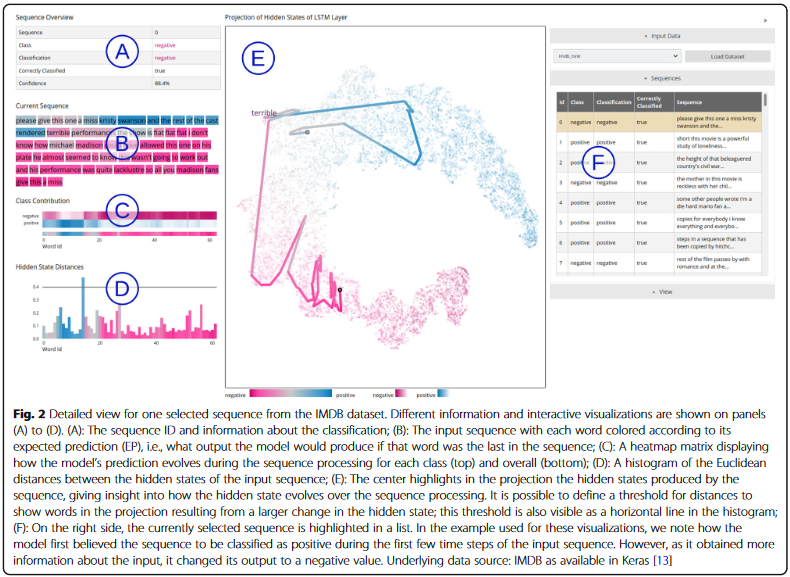 Sequence Overview
Sequence 0
Class negative
Classification negative
Correctly Classified true
Confidence 88.4%
A
Current Sequence
please give this one a miss kristy swanson and the rest of the cast
rendered terrible performances the show is flat flat flat i don't
know how michael madison allowed this one on his
plate he almost seemed to know wasn't going to work out
and his performance was quite lacklustre so all you madison fans
give this a miss
B
Class Contribution
negative
positive
0 20 40 60
Word Id
C
Hidden State Distances
0.4
0.3
0.2
0.1
0.0
0 20 40 60
Word Id
D
Projection of Hidden States of LSTM Layer
E
terrible
negative positive negative positive
>
Input Data
imdb_lstm
Load Dataset
Sequences
Id Class Classification Correctly Classified Sequence
0 negative negative true please give this one a miss kristy swanson and the...
1 positive positive true short this movie is a powerful study of loneliness...
2 positive true the height of that beleaguered country's civil war...
3 negative negative true the mother in this movie is reckless with her chil...
4 positive positive true some other people wrote i'm a die hard mario fan a...
5 positive positive true copies for everybody i know everything and everybo...
6 positive positive true steps in a sequence that has been copied by hitchc...
7 negative negative true rest of the film passes by with romance and at the...
F
View
Fig. 2 Detailed view for one selected sequence from the IMDB dataset. Different information and interactive visualizations are shown on panels
(A) to (D). (A): The sequence ID and information about the classification; (B): The input sequence with each word colored according to its
expected prediction (EP), i.e., what output the model would produce if that word was the last in the sequence; (C): A heatmap matrix displaying
how the model's prediction evolves during the sequence processing for each class (top) and overall (bottom); (D): A histogram of the Euclidean
distances between the hidden states of the input sequence; (E): The center highlights in the projection the hidden states produced by the
sequence, giving insight into how the hidden state evolves over the sequence processing. It is possible to define a threshold for distances to
show words in the projection resulting from a larger change in the hidden state; this threshold is also visible as a horizontal line in the histogram;
(F): On the right side, the currently selected sequence is highlighted in a list. In the example used for these visualizations, we note how the
model first believed the sequence to be classified as positive during the first few time steps of the input sequence. However, as it obtained more
information about the input, it changed its output to a negative value. Underlying data source: IMDB as available in Keras [13]